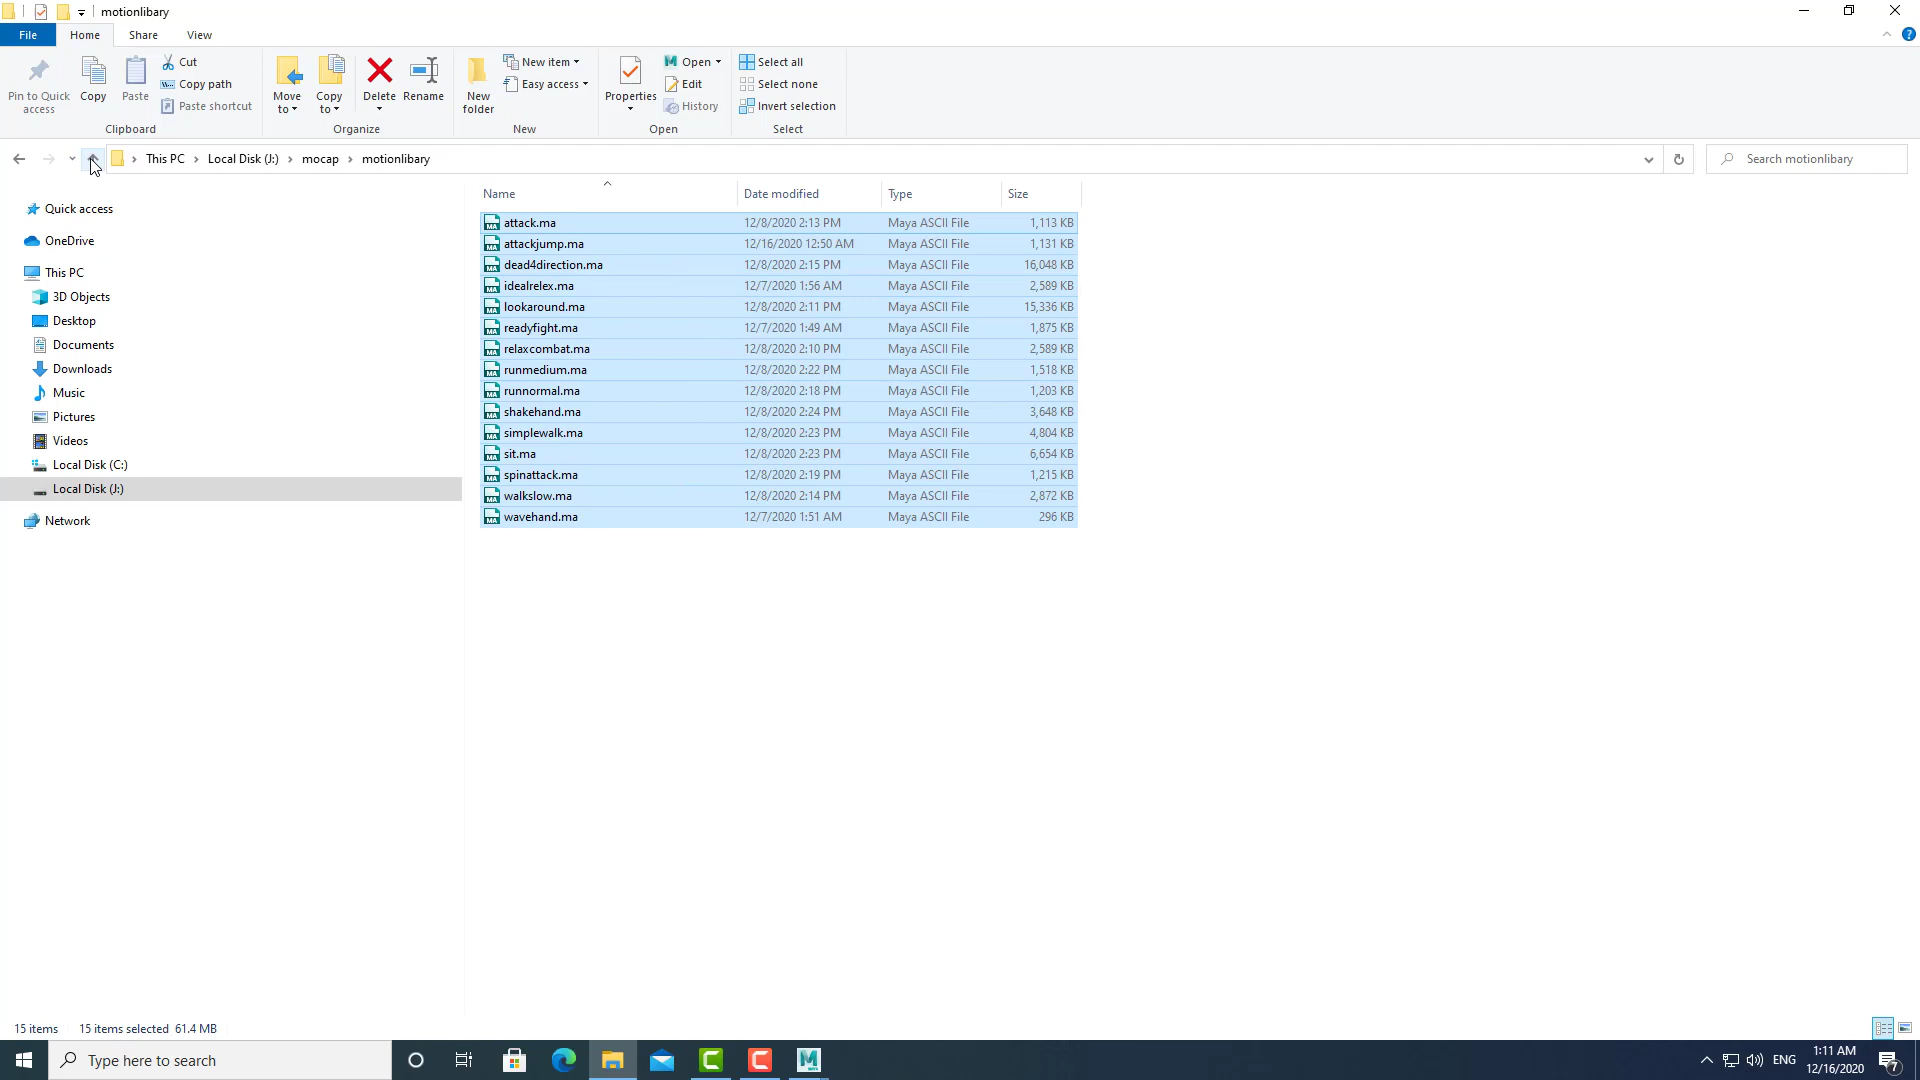 motionlibary
File Home Share View
Pin to Quick access
Copy
Paste
Cut
Copy path
Paste shortcut
Clipboard
Move to
Copy to
Delete
Rename
Organize
New folder
New item
Easy access
New
Properties
Open
Edit
History
Open
Select all
Select none
Invert selection
Select
This PC > Local Disk (J:) > mocap > motionlibary
Search motionlibary
Quick access
OneDrive
This PC
3D Objects
Desktop
Documents
Downloads
Music
Pictures
Videos
Local Disk (C:)
Local Disk (J:)
Network
Name Date modified Type Size
attack.ma 12/8/2020 2:13 PM Maya ASCII File 1,113 KB
attackjump.ma 12/16/2020 12:50 AM Maya ASCII File 1,131 KB
dead4direction.ma 12/8/2020 2:15 PM Maya ASCII File 16,048 KB
idealrelex.ma 12/7/2020 1:56 AM Maya ASCII File 2,589 KB
lookaround.ma 12/8/2020 2:11 PM Maya ASCII File 15,336 KB
readyfight.ma 12/7/2020 1:49 AM Maya ASCII File 1,875 KB
relaxcombat.ma 12/8/2020 2:10 PM Maya ASCII File 2,589 KB
runmedium.ma 12/8/2020 2:22 PM Maya ASCII File 1,518 KB
runnormal.ma 12/8/2020 2:18 PM Maya ASCII File 1,203 KB
shakehand.ma 12/8/2020 2:24 PM Maya ASCII File 3,648 KB
simplewalk.ma 12/8/2020 2:23 PM Maya ASCII File 4,804 KB
sit.ma 12/8/2020 2:23 PM Maya ASCII File 6,654 KB
spinattack.ma 12/8/2020 2:19 PM Maya ASCII File 1,215 KB
walkslow.ma 12/8/2020 2:14 PM Maya ASCII File 2,872 KB
wavehand.ma 12/7/2020 1:51 AM Maya ASCII File 296 KB
15 items 15 items selected 61.4 MB
Type here to search
ENG
1:11 AM
12/16/2020
7